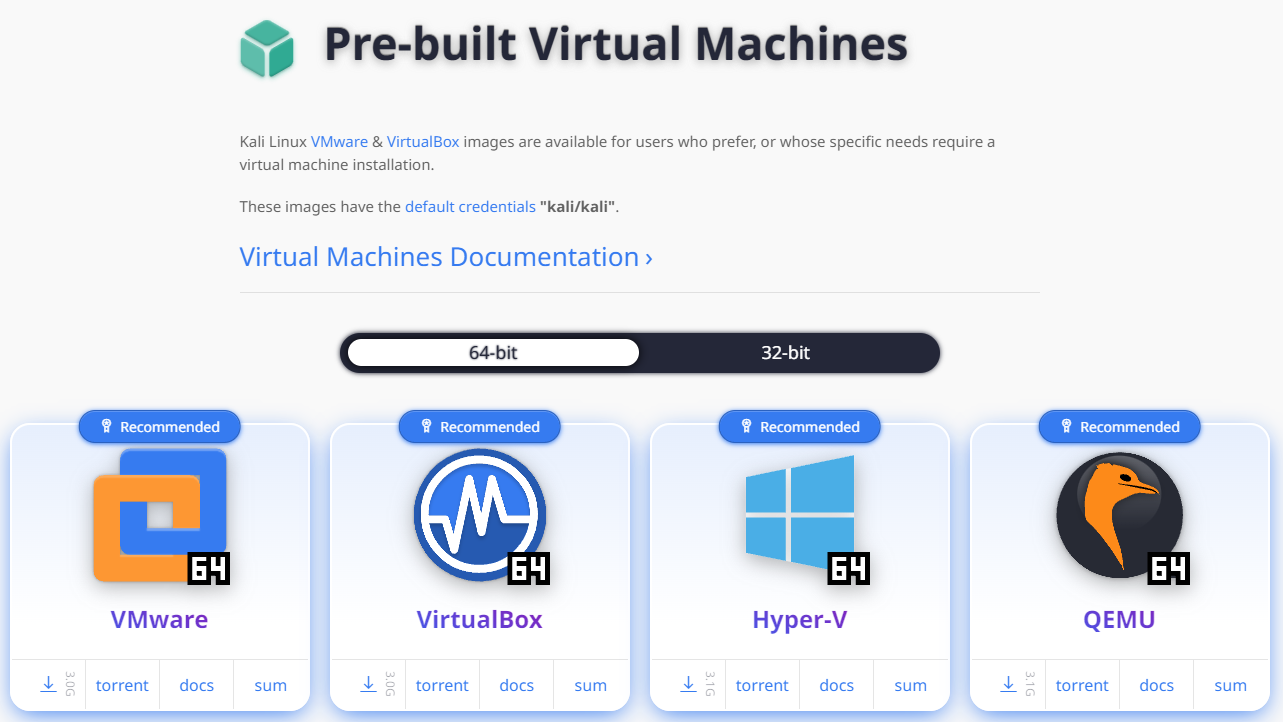 Pre-built Virtual Machines
Kali Linux VMware & VirtualBox images are available for users who prefer, or whose specific needs require a
virtual machine installation.
These images have the default credentials "kali/kali".
Virtual Machines Documentation ›
64-bit 32-bit
Recommended Recommended Recommended Recommended
64 64 64 64
VMware VirtualBox Hyper-V QEMU
3.0G torrent docs sum 3.0G torrent docs sum 3.1G torrent docs sum 3.1G torrent docs sum